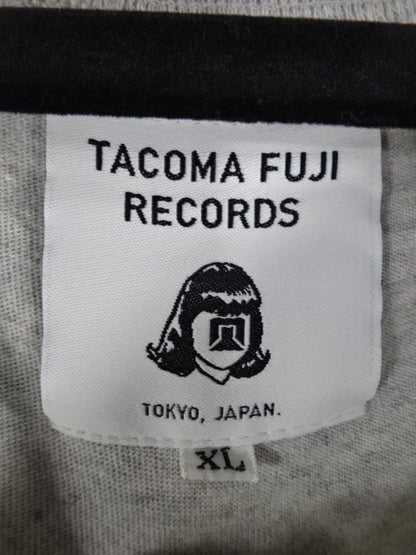 TACOMA FUJI
RECORDS
TOKYO, JAPAN.
XL